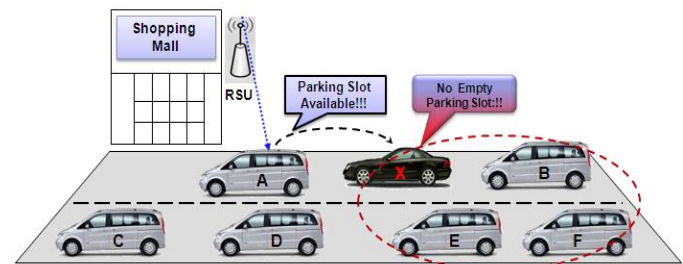 Shopping
Mall
RSU
Parking Slot
Available!!!
No Empty
Parking Slot:!!
A
X
B
C
D
E
F